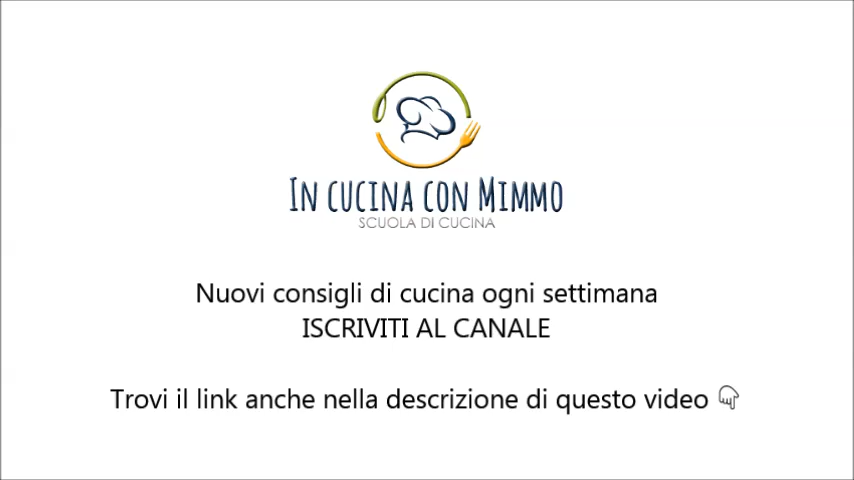 In cucina con Mimmo
SCUOLA DI CUCINA
Nuovi consigli di cucina ogni settimana
ISCRIVITI AL CANALE
Trovi il link anche nella descrizione di questo video